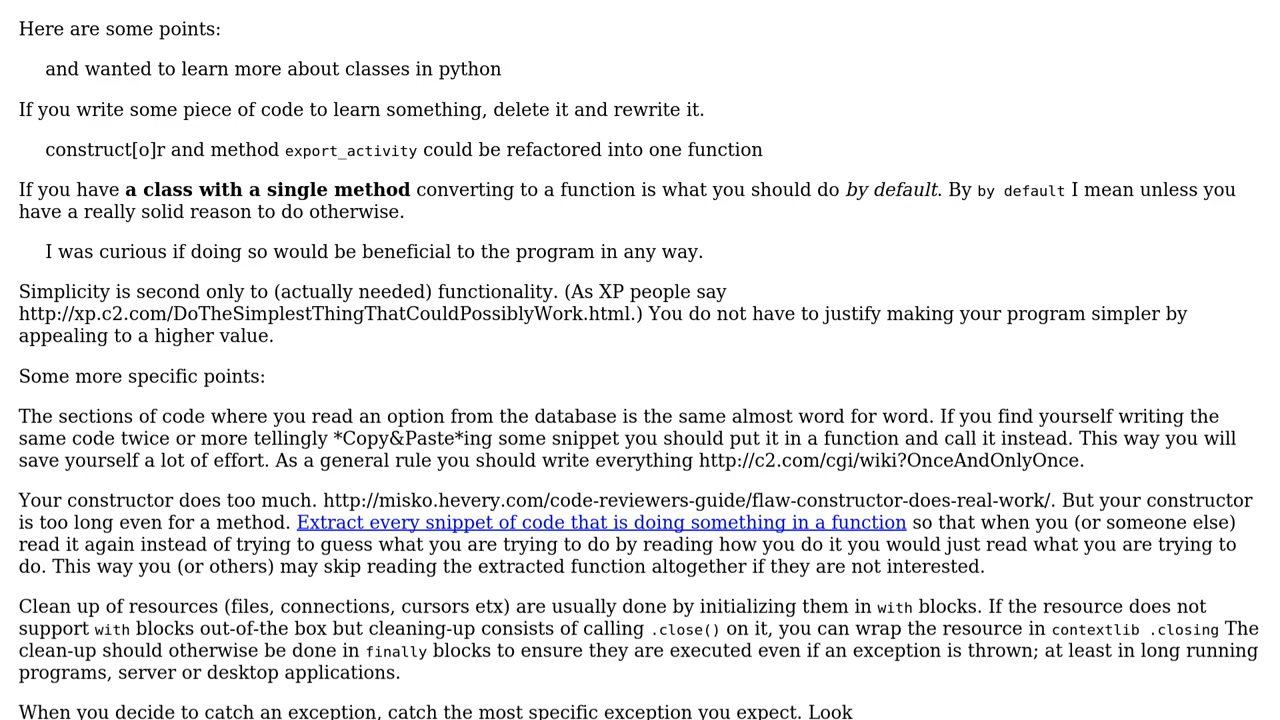 Here are some points:
and wanted to learn more about classes in python
If you write some piece of code to learn something, delete it and rewrite it.
construct[o]r and method export_activity could be refactored into one function
If you have a class with a single method converting to a function is what you should do by default. By by default I mean unless you
have a really solid reason to do otherwise.
I was curious if doing so would be beneficial to the program in any way.
Simplicity is second only to (actually needed) functionality. (As XP people say
http://xp.c2.com/DoTheSimplestThingThatCouldPossiblyWork.html.) You do not have to justify making your program simpler by
appealing to a higher value.
Some more specific points:
The sections of code where you read an option from the database is the same almost word for word. If you find yourself writing the
same code twice or more tellingly *Copy&Paste*ing some snippet you should put it in a function and call it instead. This way you will
save yourself a lot of effort. As a general rule you should write everything http://c2.com/cgi/wiki?OnceAndOnlyOnce.
Your constructor does too much. http://misko.hevery.com/code-reviewers-guide/flaw-constructor-does-real-work/. But your constructor
is too long even for a method. Extract every snippet of code that is doing something in a function so that when you (or someone else)
read it again instead of trying to guess what you are trying to do by reading how you do it you would just read what you are trying to
do. This way you (or others) may skip reading the extracted function altogether if they are not interested.
Clean up of resources (files, connections, cursors etx) are usually done by initializing them in with blocks. If the resource does not
support with blocks out-of-the box but cleaning-up consists of calling .close() on it, you can wrap the resource in contextlib .closing The
clean-up should otherwise be done in finally blocks to ensure they are executed even if an exception is thrown; at least in long running
programs, server or desktop applications.
When you decide to catch an exception, catch the most specific exception you expect. Look